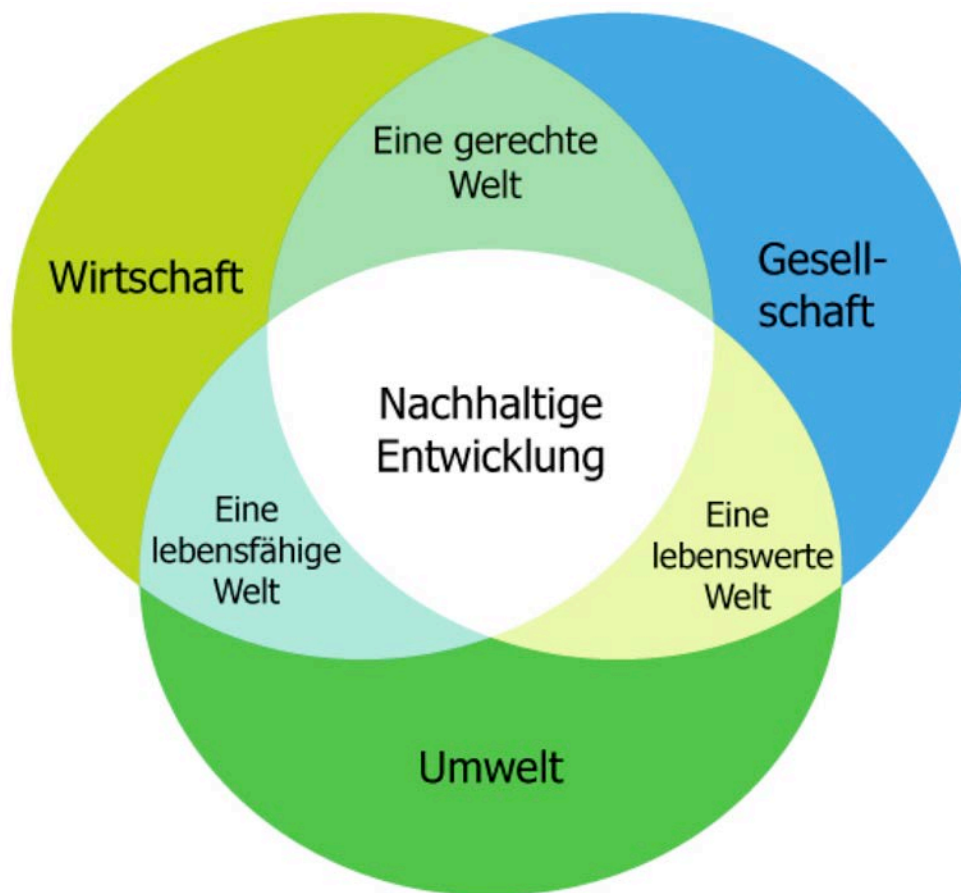 Eine gerechte
Welt
Wirtschaft
Gesell-
schaft
Nachhaltige
Entwicklung
Eine
lebensfähige
Welt
Eine
lebenswerte
Welt
Umwelt